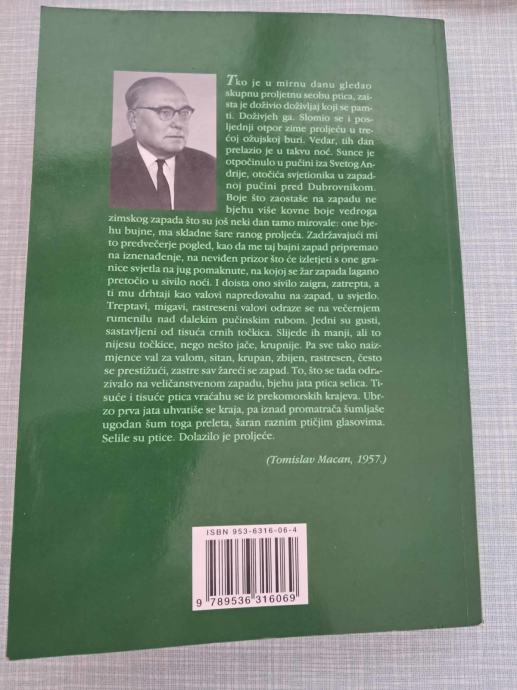 Tko je u mirnu danu gledao
skupnu proljetnu seobu ptica, zai-
sta je doživio doživljaj koji se pam-
ti. Doživjeh ga. Slomio se i pos-
ljednji otpor zime proljeću u tre-
ćoj ožujskoj buri. Vedar, tih dan
prelazio je u takvu noć. Sunce je
otpočinulo u pučini iza Svetog An-
drije, otočića svjetionika u zapad-
noj pučini pred Dubrovnikom.
Boje što zaostaše na zapadu ne
bjehu više kovne boje vedroga
zimskog zapada što su još neki dan tamo mirovale: one bje-
hu bujne, ma skladne šare ranog proljeća. Zadržavajući mi
to predvečerje pogled, kao da me taj bajni zapad pripremao
na iznenađenje, na neviđen prizor što će izletjeti s one gra-
nice svjetla na jug pomaknute, na kojoj se žar zapada lagano
pretočio u sivilo noći. I doista ono sivilo zaigra, zatrepta, a
ti mu drhtaji kao valovi napredovahu na zapad, u svjetlo.
Treptavi, migavi, rastreseni valovi odraze se na večernjem
rumenilu nad dalekim pučinskim rubom. Jedni su gusti,
sastavljeni od tisuća crnih točkica. Slijede ih manji, ali to
nijesu točkice, nego nešto jače, krupnije. Pa sve tako naiz-
mjence val za valom, sitan, krupan, zbijen, rastresen, često
se prestižući, zastre sav žareći se zapad. To, što se tada odra-
zivalo na veličanstvenom zapadu, bjehu jata ptica selica. Ti-
suće i tisuće ptica vraćahu se iz prekomorskih krajeva. Ub-
rzo prva jata uhvatiše se kraja, pa iznad promatrača šumljaše
ugodan šum toga preleta, šaran raznim ptičjim glasovima.
Selile su ptice. Dolazilo je proljeće.
(Tomislav Macan, 1957.)
ISBN 953-6316-06-4
9 789536 316069